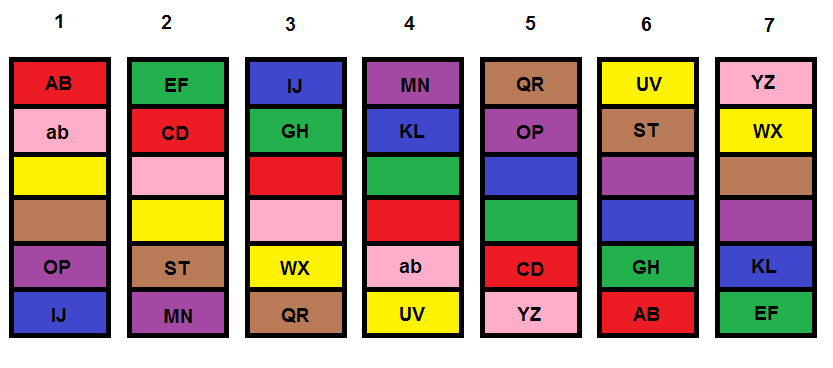 1 2 3 4 5 6 7
AB EF IJ MN QR UV YZ
ab CD GH KL OP ST WX
OP ST WX ab CD GH KL
IJ MN QR UV YZ AB EF